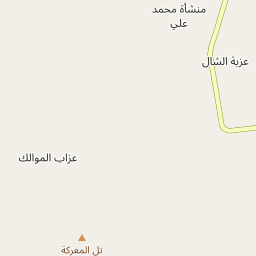 منشأة محمد
علي
عزبة الشال
عزاب الموالك
تل المعركة